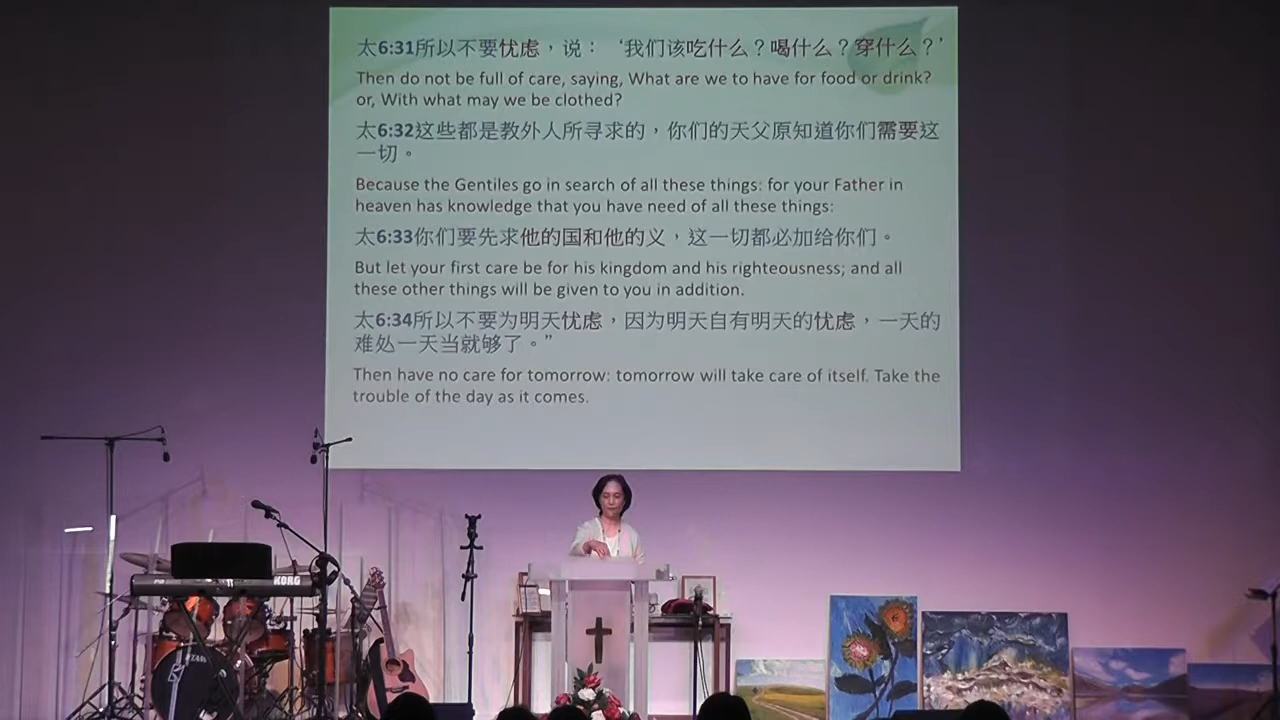 太6:31所以不要忧虑，说：‘我们该吃什么？喝什么？穿什么？’
Then do not be full of care, saying, What are we to have for food or drink?
or, With what may we be clothed?
太6:32这些都是教外人所寻求的，你们的天父原知道你们需要这
一切。
Because the Gentiles go in search of all these things: for your Father in
heaven has knowledge that you have need of all these things:
太6:33你们要先求他的国和他的义，这一切都必加给你们。
But let your first care be for his kingdom and his righteousness; and all
these other things will be given to you in addition.
太6:34所以不要为明天忧虑，因为明天自有明天的忧虑，一天的
难处一天当就够了。”
Then have no care for tomorrow: tomorrow will take care of itself. Take the
trouble of the day as it comes.
KORG
TAMA